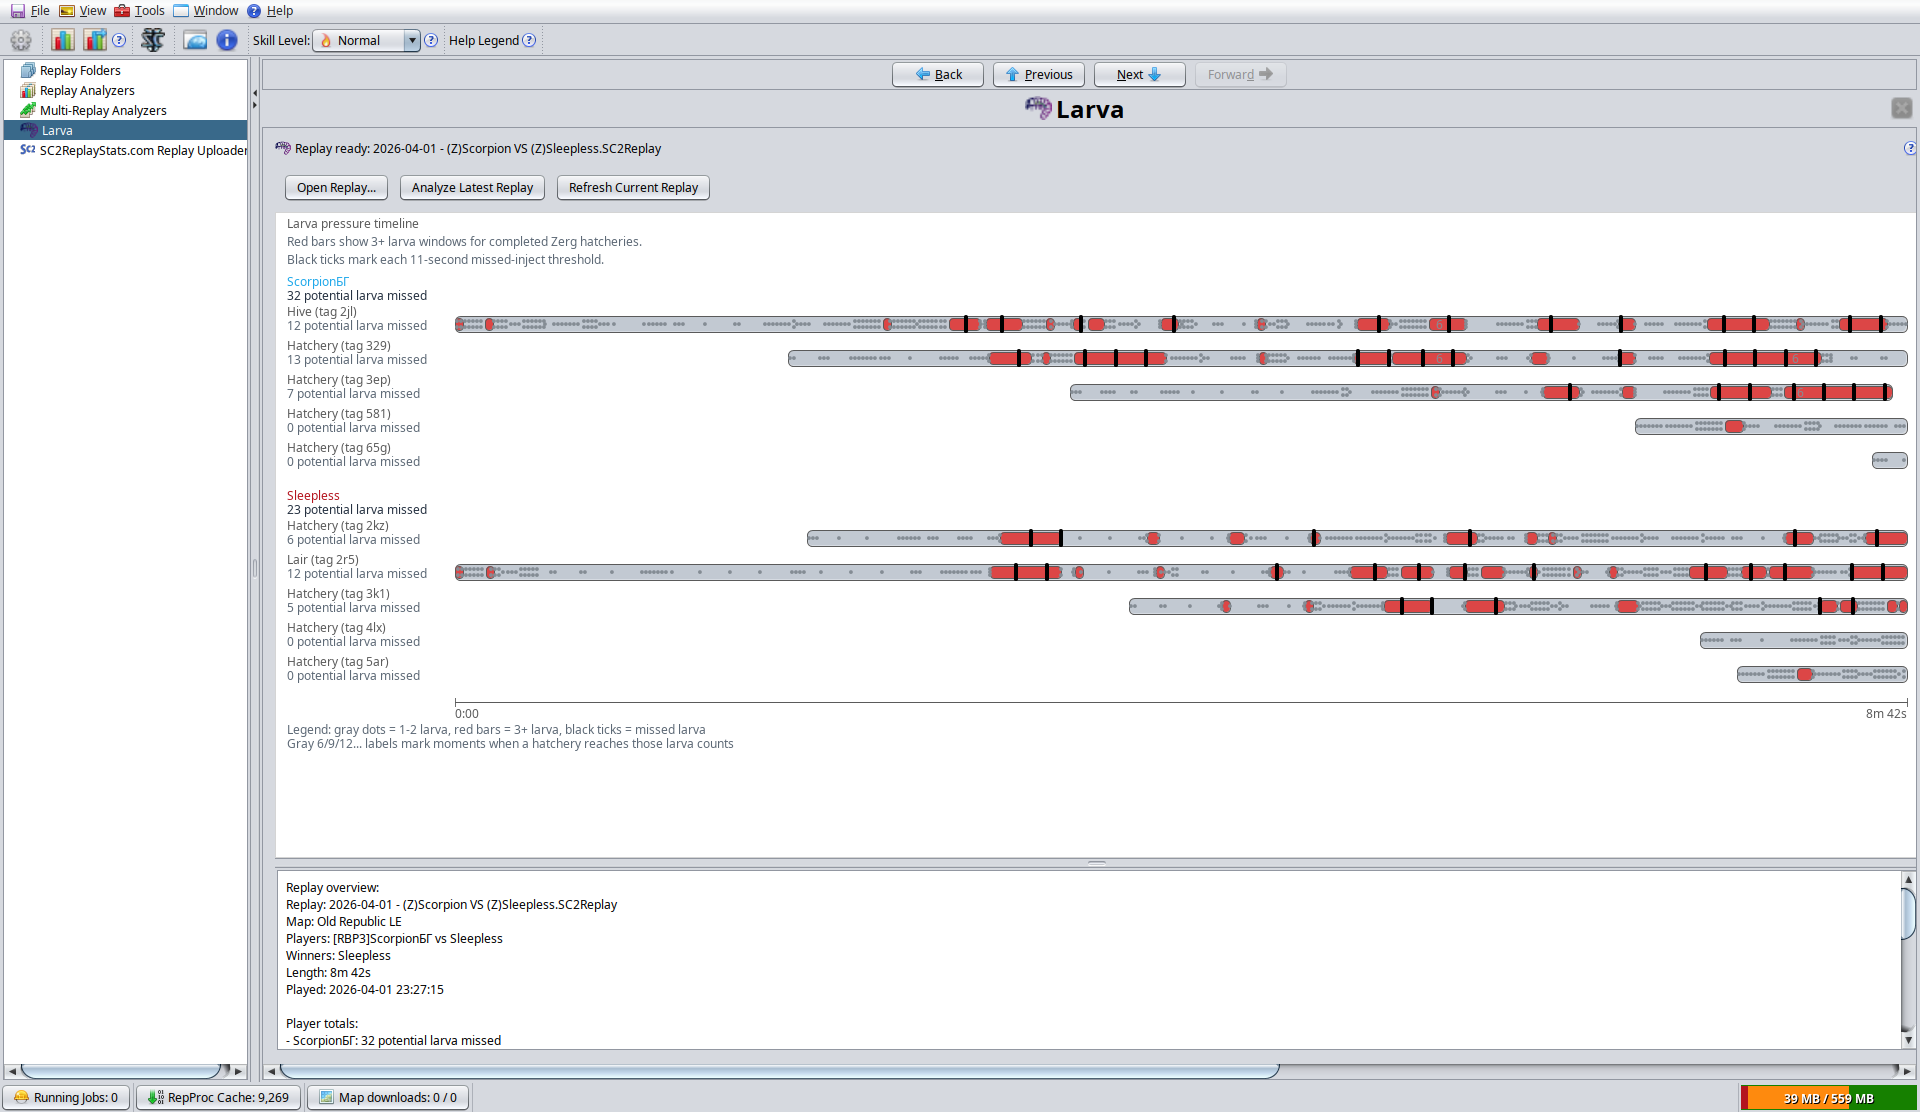 File View Tools Window Help
Skill Level: Normal Help Legend
Replay Folders
Replay Analyzers
Multi-Replay Analyzers
Larva
SC2ReplayStats.com Replay Uploader
Back Previous Next Forward
Larva
Replay ready: 2026-04-01 - (Z)Scorpion VS (Z)Sleepless.SC2Replay
Open Replay... Analyze Latest Replay Refresh Current Replay
Larva pressure timeline
Red bars show 3+ larva windows for completed Zerg hatcheries.
Black ticks mark each 11-second missed-inject threshold.
ScorpionБГ
32 potential larva missed
Hive (tag 2jl)
12 potential larva missed
6
Hatchery (tag 329)
13 potential larva missed
6 6
Hatchery (tag 3ep)
7 potential larva missed
6
Hatchery (tag 581)
0 potential larva missed
Hatchery (tag 65g)
0 potential larva missed
Sleepless
23 potential larva missed
Hatchery (tag 2kz)
6 potential larva missed
Lair (tag 2r5)
12 potential larva missed
Hatchery (tag 3k1)
5 potential larva missed
Hatchery (tag 4lx)
0 potential larva missed
Hatchery (tag 5ar)
0 potential larva missed
0:00 8m 42s
Legend: gray dots = 1-2 larva, red bars = 3+ larva, black ticks = missed larva
Gray 6/9/12... labels mark moments when a hatchery reaches those larva counts
Replay overview:
Replay: 2026-04-01 - (Z)Scorpion VS (Z)Sleepless.SC2Replay
Map: Old Republic LE
Players: [RBP3]ScorpionБГ vs Sleepless
Winners: Sleepless
Length: 8m 42s
Played: 2026-04-01 23:27:15
Player totals:
- ScorpionБГ: 32 potential larva missed
Running Jobs: 0 RepProc Cache: 9,269 Map downloads: 0 / 0 39 MB / 559 MB